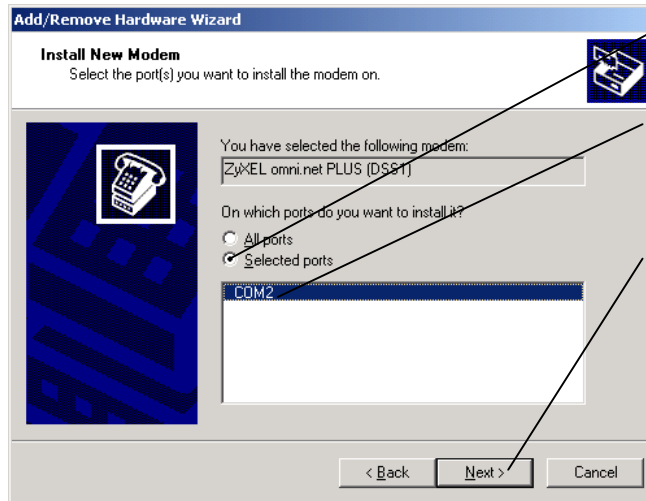 Add/Remove Hardware Wizard
Install New Modem
Select the port(s) you want to install the modem on.
You have selected the following modem:
ZyXEL omni.net PLUS (DSS1)
On which ports do you want to install it?
All ports
Selected ports
COM2
< Back
Next >
Cancel